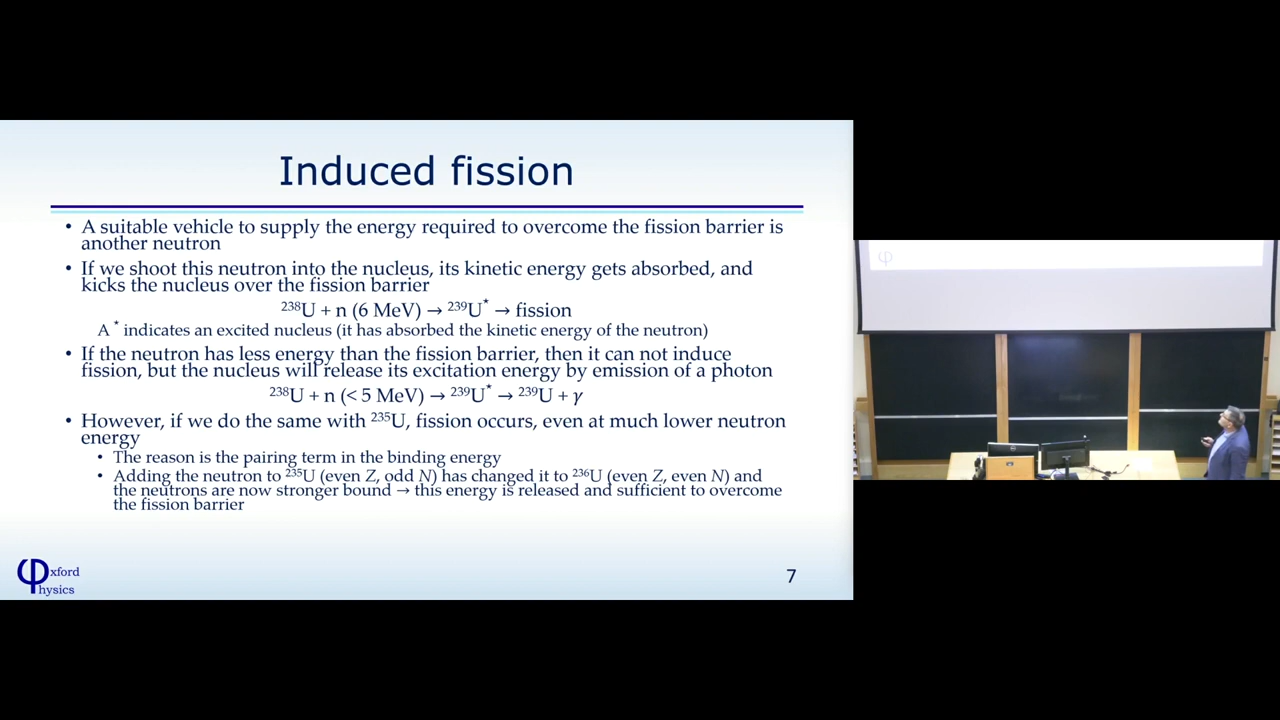 Induced fission
• A suitable vehicle to supply the energy required to overcome the fission barrier is
another neutron
• If we shoot this neutron into the nucleus, its kinetic energy gets absorbed, and
kicks the nucleus over the fission barrier
²³⁸U + n (6 MeV) → ²³⁹U* → fission
A * indicates an excited nucleus (it has absorbed the kinetic energy of the neutron)
• If the neutron has less energy than the fission barrier, then it can not induce
fission, but the nucleus will release its excitation energy by emission of a photon
²³⁸U + n (< 5 MeV) → ²³⁹U* → ²³⁹U + γ
• However, if we do the same with ²³⁵U, fission occurs, even at much lower neutron
energy
• The reason is the pairing term in the binding energy
• Adding the neutron to ²³⁵U (even Z, odd N) has changed it to ²³⁶U (even Z, even N) and
the neutrons are now stronger bound → this energy is released and sufficient to overcome
the fission barrier
φxford
hysics
7
φ